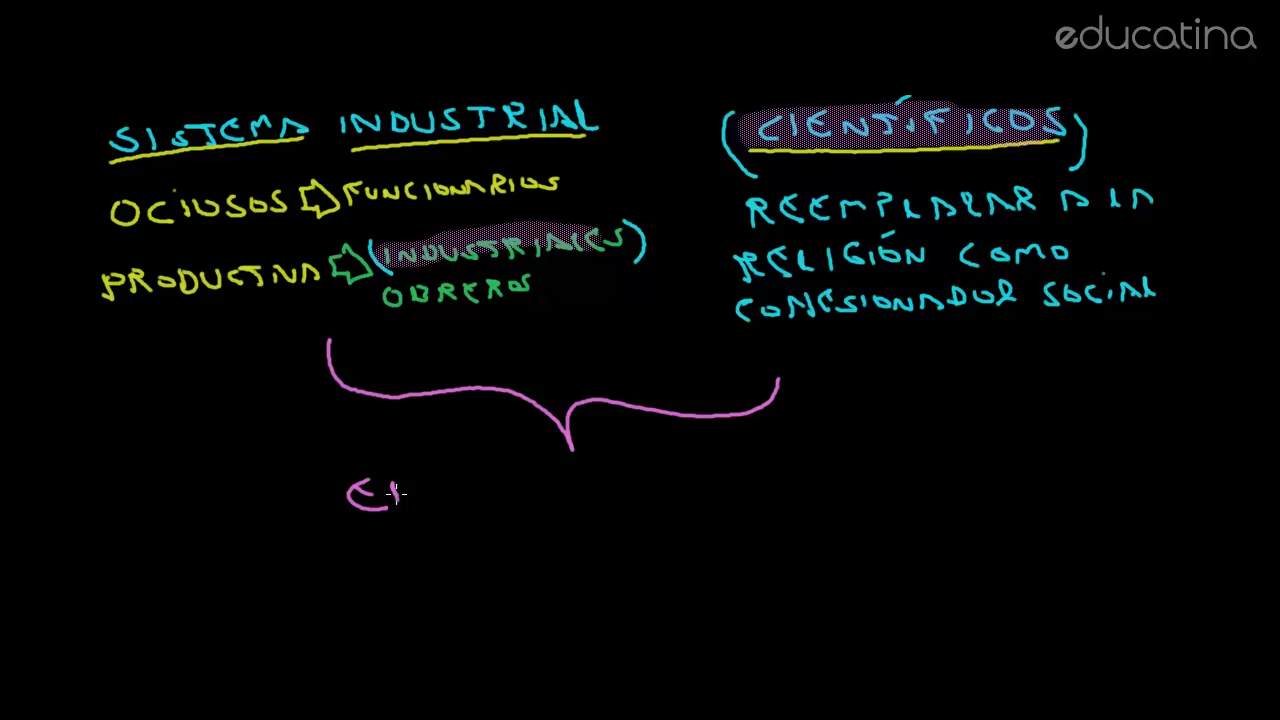 educatina
SISTEMA INDUSTRIAL
OCIOSOS ⇨ FUNCIONARIOS
PRODUCTIVA ⇨ (INDUSTRIALES)
OBREROS
(CIENTÍFICOS)
REEMPLAZAR A LA
RELIGIÓN COMO
COHESIONADOR SOCIAL